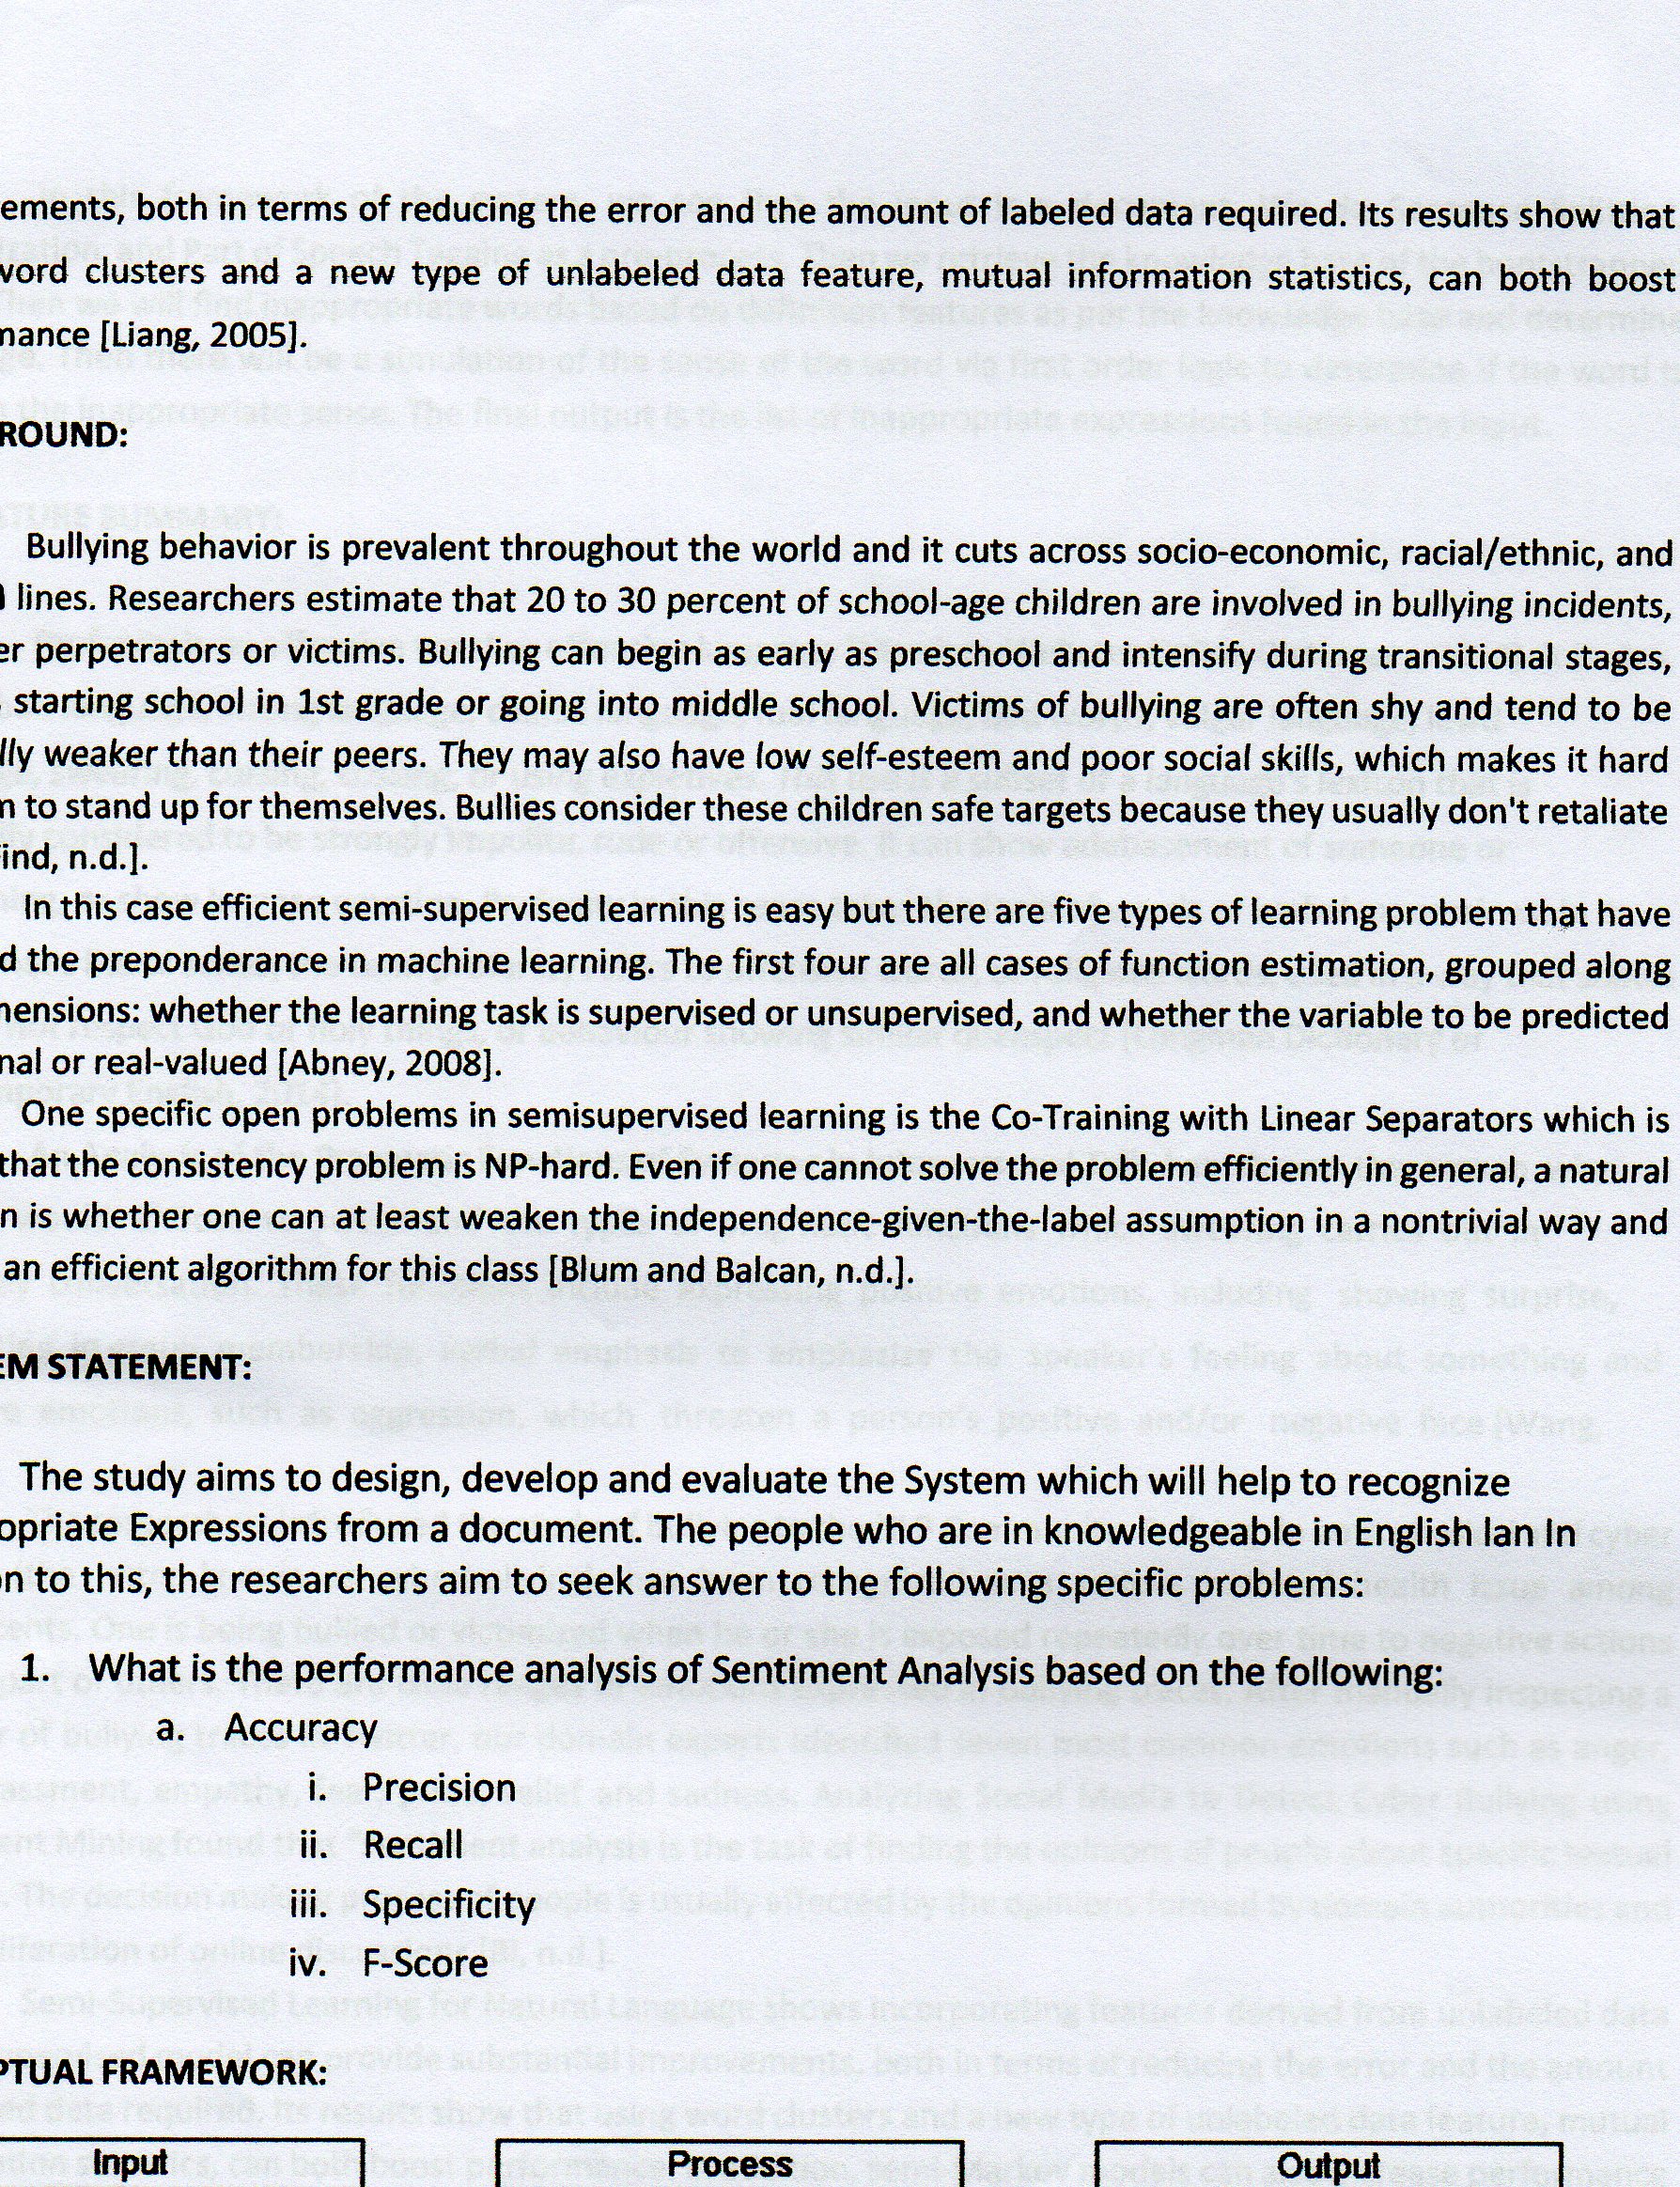 ements, both in terms of reducing the error and the amount of labeled data required. Its results show that
word clusters and a new type of unlabeled data feature, mutual information statistics, can both boost
mance [Liang, 2005].
ROUND:
Bullying behavior is prevalent throughout the world and it cuts across socio-economic, racial/ethnic, and
l lines. Researchers estimate that 20 to 30 percent of school-age children are involved in bullying incidents,
er perpetrators or victims. Bullying can begin as early as preschool and intensify during transitional stages,
starting school in 1st grade or going into middle school. Victims of bullying are often shy and tend to be
lly weaker than their peers. They may also have low self-esteem and poor social skills, which makes it hard
m to stand up for themselves. Bullies consider these children safe targets because they usually don't retaliate
ind, n.d.].
In this case efficient semi-supervised learning is easy but there are five types of learning problem that have
d the preponderance in machine learning. The first four are all cases of function estimation, grouped along
mensions: whether the learning task is supervised or unsupervised, and whether the variable to be predicted
nal or real-valued [Abney, 2008].
One specific open problems in semisupervised learning is the Co-Training with Linear Separators which is
that the consistency problem is NP-hard. Even if one cannot solve the problem efficiently in general, a natural
n is whether one can at least weaken the independence-given-the-label assumption in a nontrivial way and
an efficient algorithm for this class [Blum and Balcan, n.d.].
EM STATEMENT:
The study aims to design, develop and evaluate the System which will help to recognize
opriate Expressions from a document. The people who are in knowledgeable in English lan In
on to this, the researchers aim to seek answer to the following specific problems:
1. What is the performance analysis of Sentiment Analysis based on the following:
a. Accuracy
i. Precision
ii. Recall
iii. Specificity
iv. F-Score
PTUAL FRAMEWORK:
Input Process Output